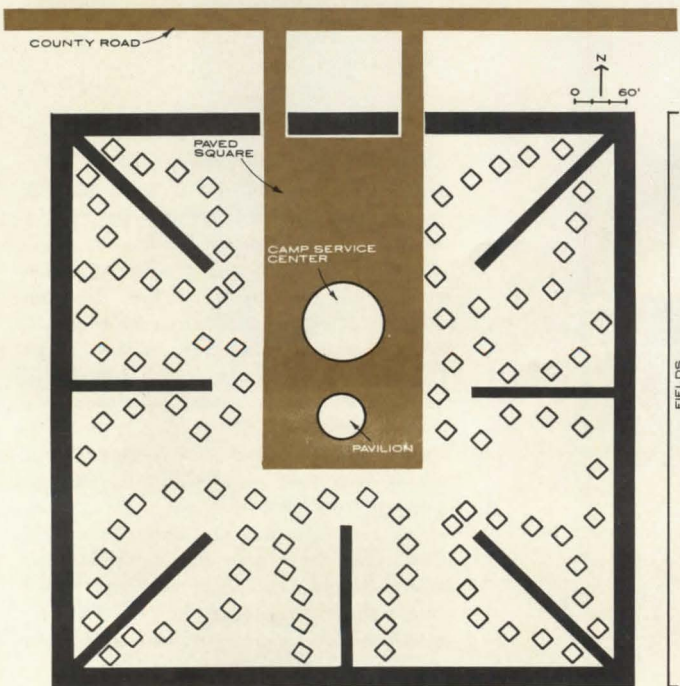 COUNTY ROAD
N
0 60'
PAVED
SQUARE
CAMP SERVICE
CENTER
PAVILION
FIELDS